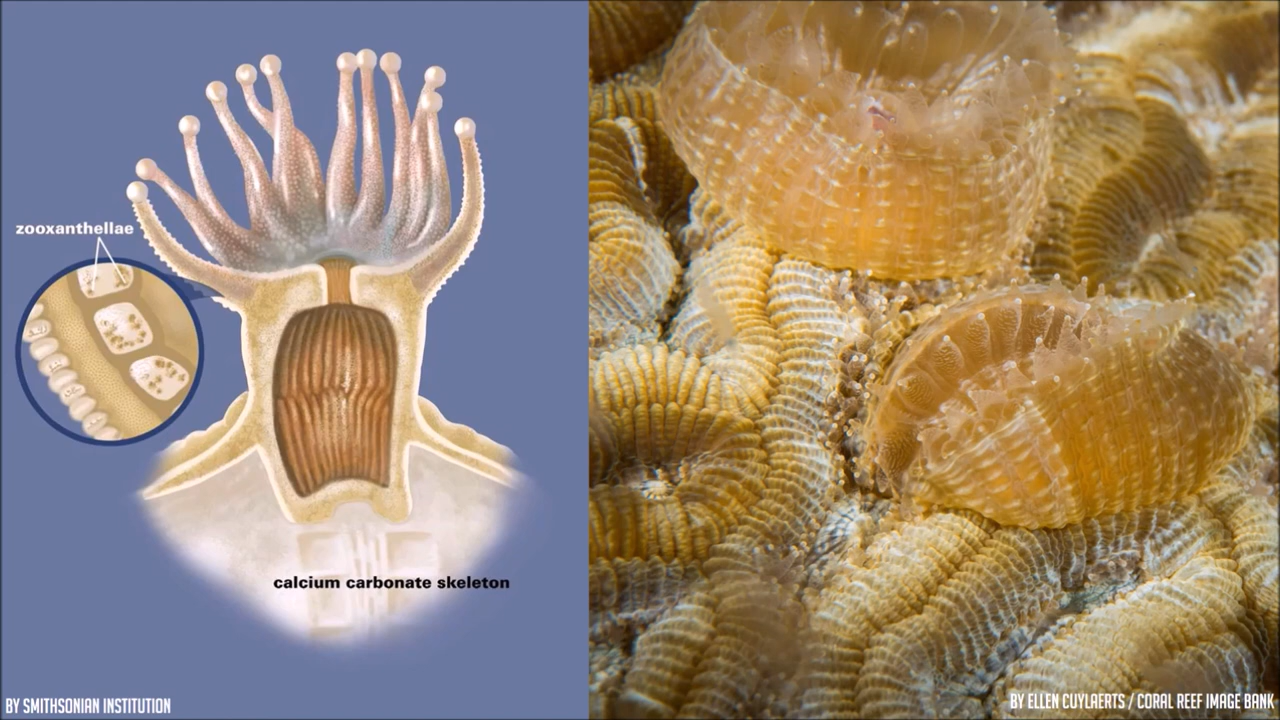 zooxanthellae
calcium carbonate skeleton
BY SMITHSONIAN INSTITUTION
BY ELLEN CUYLAERTS / CORAL REEF IMAGE BANK